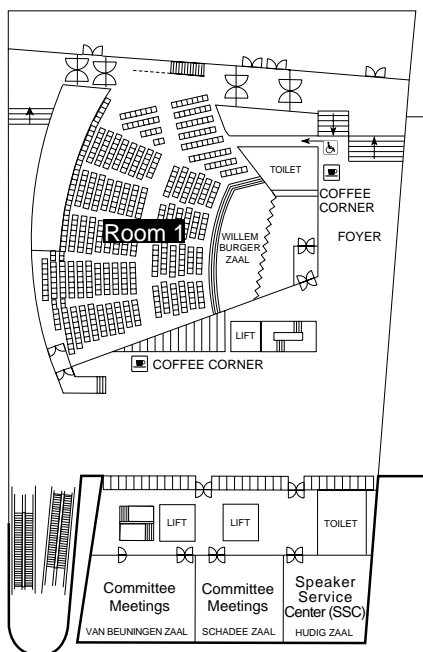 TOILET
COFFEE
CORNER
Room 1
WILLEM
BURGER
ZAAL
FOYER
LIFT
COFFEE CORNER
LIFT
LIFT
TOILET
Committee
Meetings
VAN BEUNINGEN ZAAL
Committee
Meetings
SCHADEE ZAAL
Speaker
Service
Center (SSC)
HUDIG ZAAL